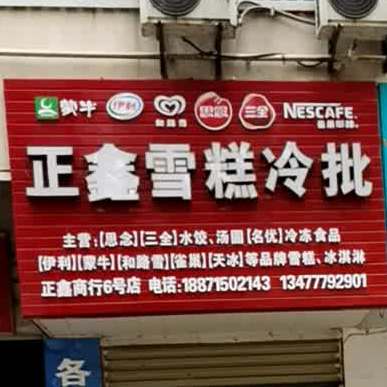 蒙牛 伊利 和路雪 思念 三全 NESCAFE. 雀巢咖啡.
正鑫雪糕冷批
主营:【思念】【三全】水饺、汤圆【名优】冷冻食品
【伊利】【蒙牛】【和路雪】【雀巢】【天冰】等品牌雪糕、冰淇淋
正鑫商行6号店 电话:18871502143 13477792901
各